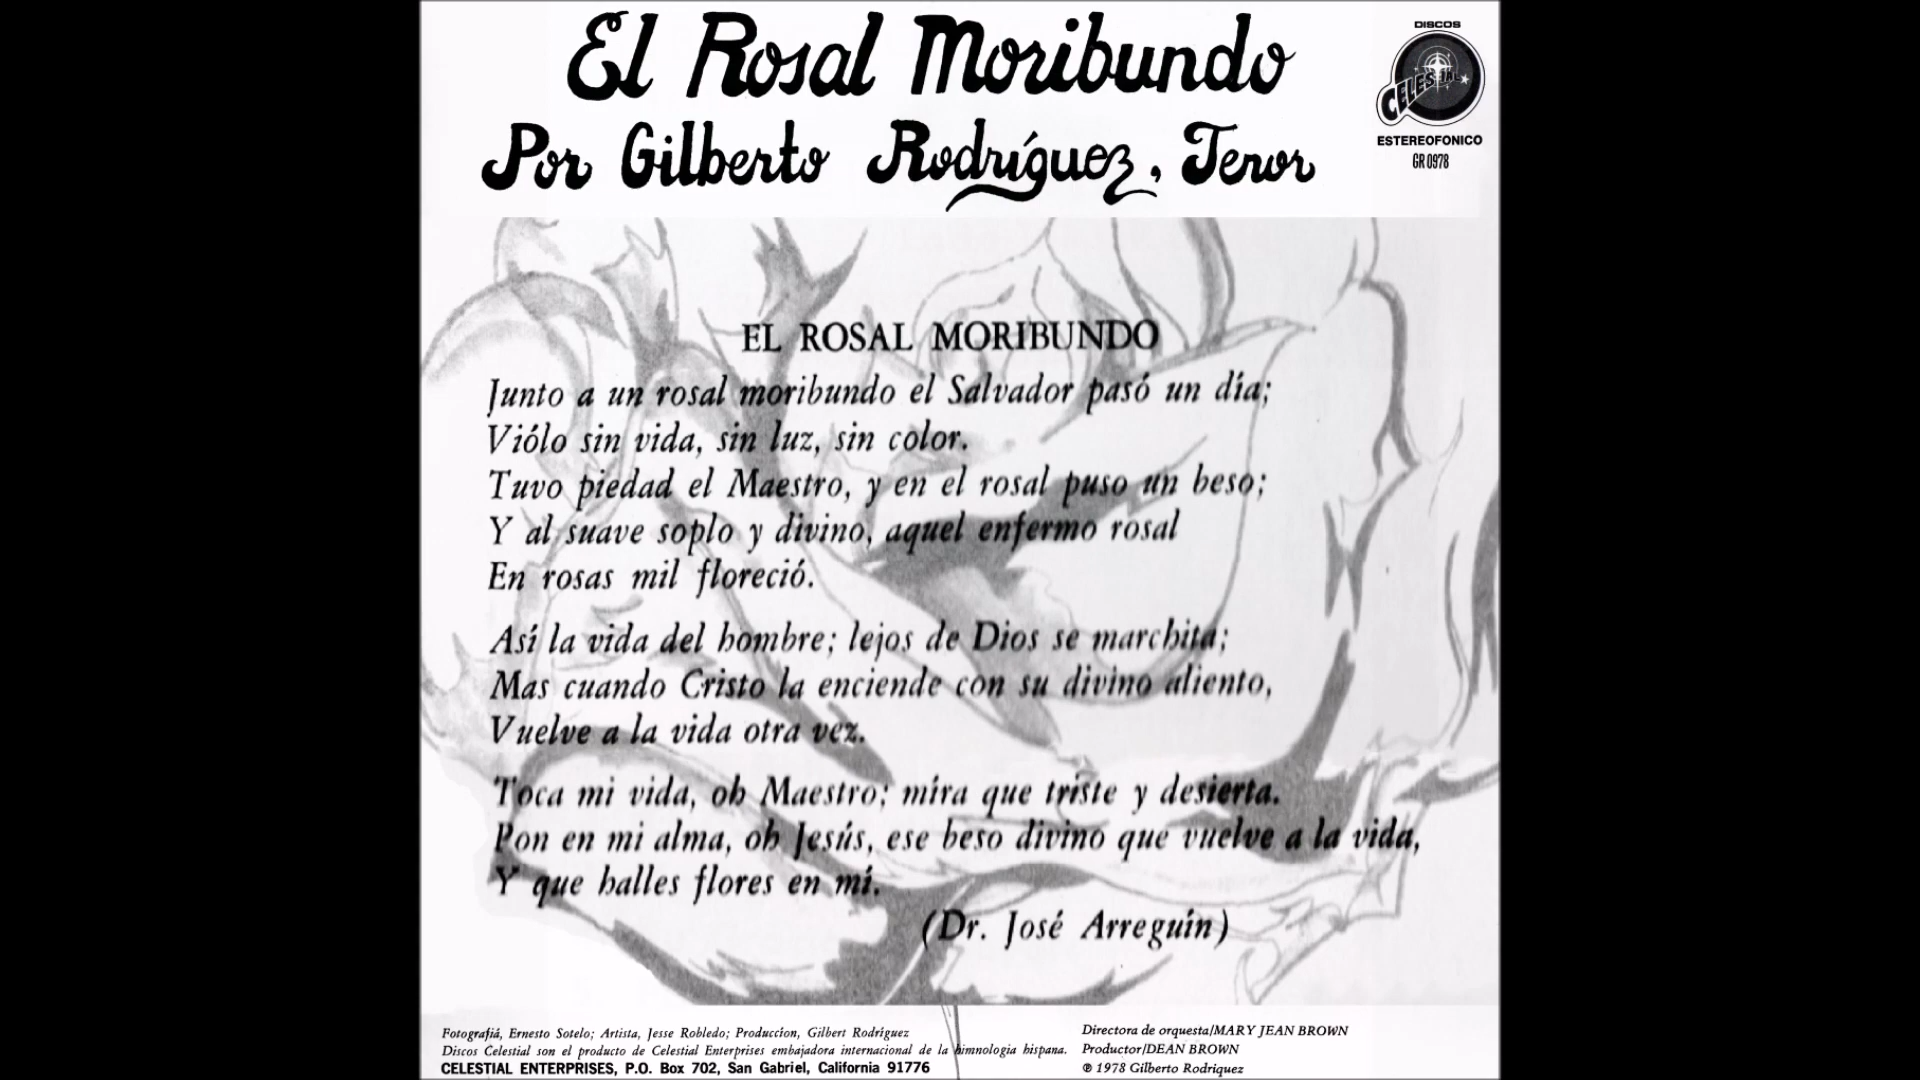 El Rosal Moribundo
Por Gilberto Rodríguez, Tenor
DISCOS
CELESTIAL
ESTEREOFONICO
GR 0978
EL ROSAL MORIBUNDO
Junto a un rosal moribundo el Salvador pasó un día;
Viólo sin vida, sin luz, sin color.
Tuvo piedad el Maestro, y en el rosal puso un beso;
Y al suave soplo y divino, aquel enfermo rosal
En rosas mil floreció.
Así la vida del hombre; lejos de Dios se marchita;
Mas cuando Cristo la enciende con su divino aliento,
Vuelve a la vida otra vez.
Toca mi vida, oh Maestro; mira que triste y desierta.
Pon en mi alma, oh Jesús, ese beso divino que vuelve a la vida,
Y que halles flores en mí.
(Dr. José Arreguín)
Fotografiá, Ernesto Sotelo; Artista, Jesse Robledo; Produccíon, Gilbert Rodríguez
Discos Celestial son el producto de Celestial Enterprises embajadora internacional de la himnologia hispana.
CELESTIAL ENTERPRISES, P.O. Box 702, San Gabriel, California 91776
Directora de orquesta/MARY JEAN BROWN
Productor/DEAN BROWN
℗ 1978 Gilberto Rodriquez